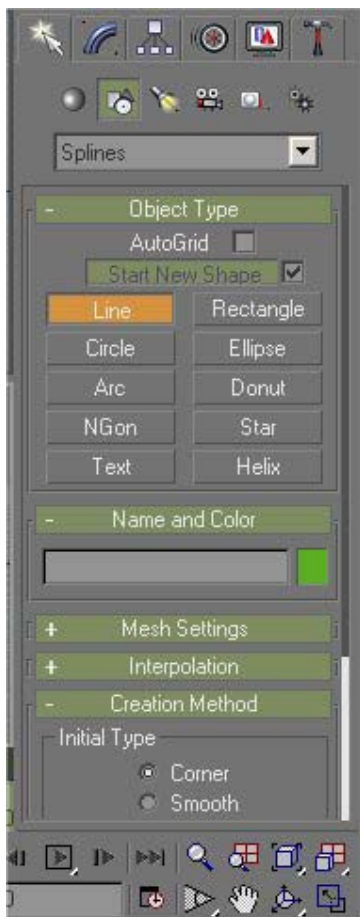 Splines
- Object Type
AutoGrid
Start New Shape
Line Rectangle
Circle Ellipse
Arc Donut
NGon Star
Text Helix
- Name and Color
+ Mesh Settings
+ Interpolation
- Creation Method
Initial Type
Corner
Smooth